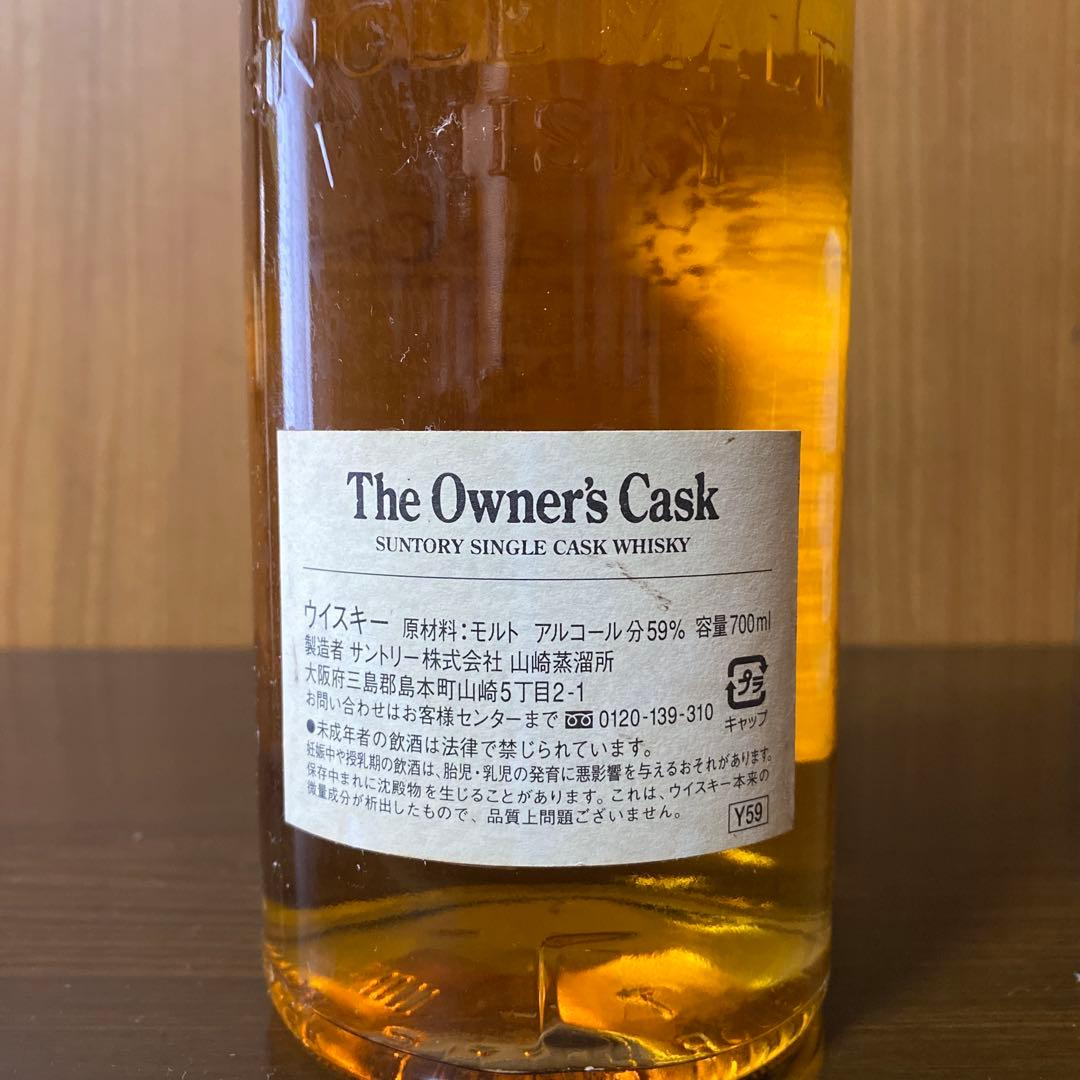 WHISKY
The Owner's Cask
SUNTORY SINGLE CASK WHISKY
ウイスキー 原材料：モルト アルコール分59% 容量700ml
製造者 サントリー株式会社 山崎蒸溜所
大阪府三島郡島本町山崎5丁目2-1
お問い合わせはお客様センターまで 0120-139-310
プラ
キャップ
●未成年者の飲酒は法律で禁じられています。
妊娠中や授乳期の飲酒は、胎児・乳児の発育に悪影響を与えるおそれがあります。
保存中まれに沈殿物を生じることがあります。これは、ウイスキー本来の
微量成分が析出したもので、品質上問題ございません。
Y59